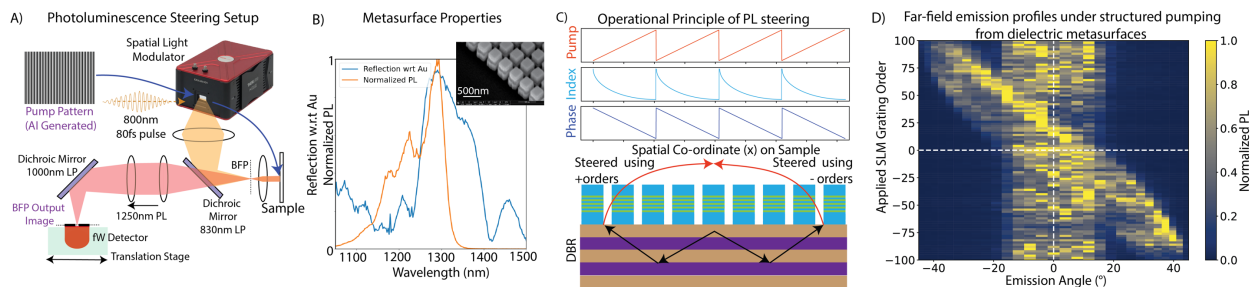 A)
Photoluminescence Steering Setup
Spatial Light
Modulator
Pump Pattern
(AI Generated)
800nm
80fs pulse
Dichroic Mirror
1000nm LP
BFP
BFP Output
Image
1250nm PL
Dichroic
Mirror
830nm LP
Sample
fW Detector
Translation Stage
B)
Metasurface Properties
Reflection w.r.t Au
Normalized PL
1
0
Reflection wrt Au
Normalized PL
500nm
1100 1200 1300 1400 1500
Wavelength (nm)
C)
Operational Principle of PL steering
Pump
Index
Phase
Spatial Co-ordinate (x) on Sample
Steered using
+orders
Steered using
- orders
DBR
D)
Far-field emission profiles under structured pumping
from dielectric metasurfaces
Applied SLM Grating Order
100
75
50
25
0
−25
−50
−75
−100
−40 −20 0 20 40
Emission Angle (°)
1.0
0.8
0.6
0.4
0.2
0.0
Normalized PL